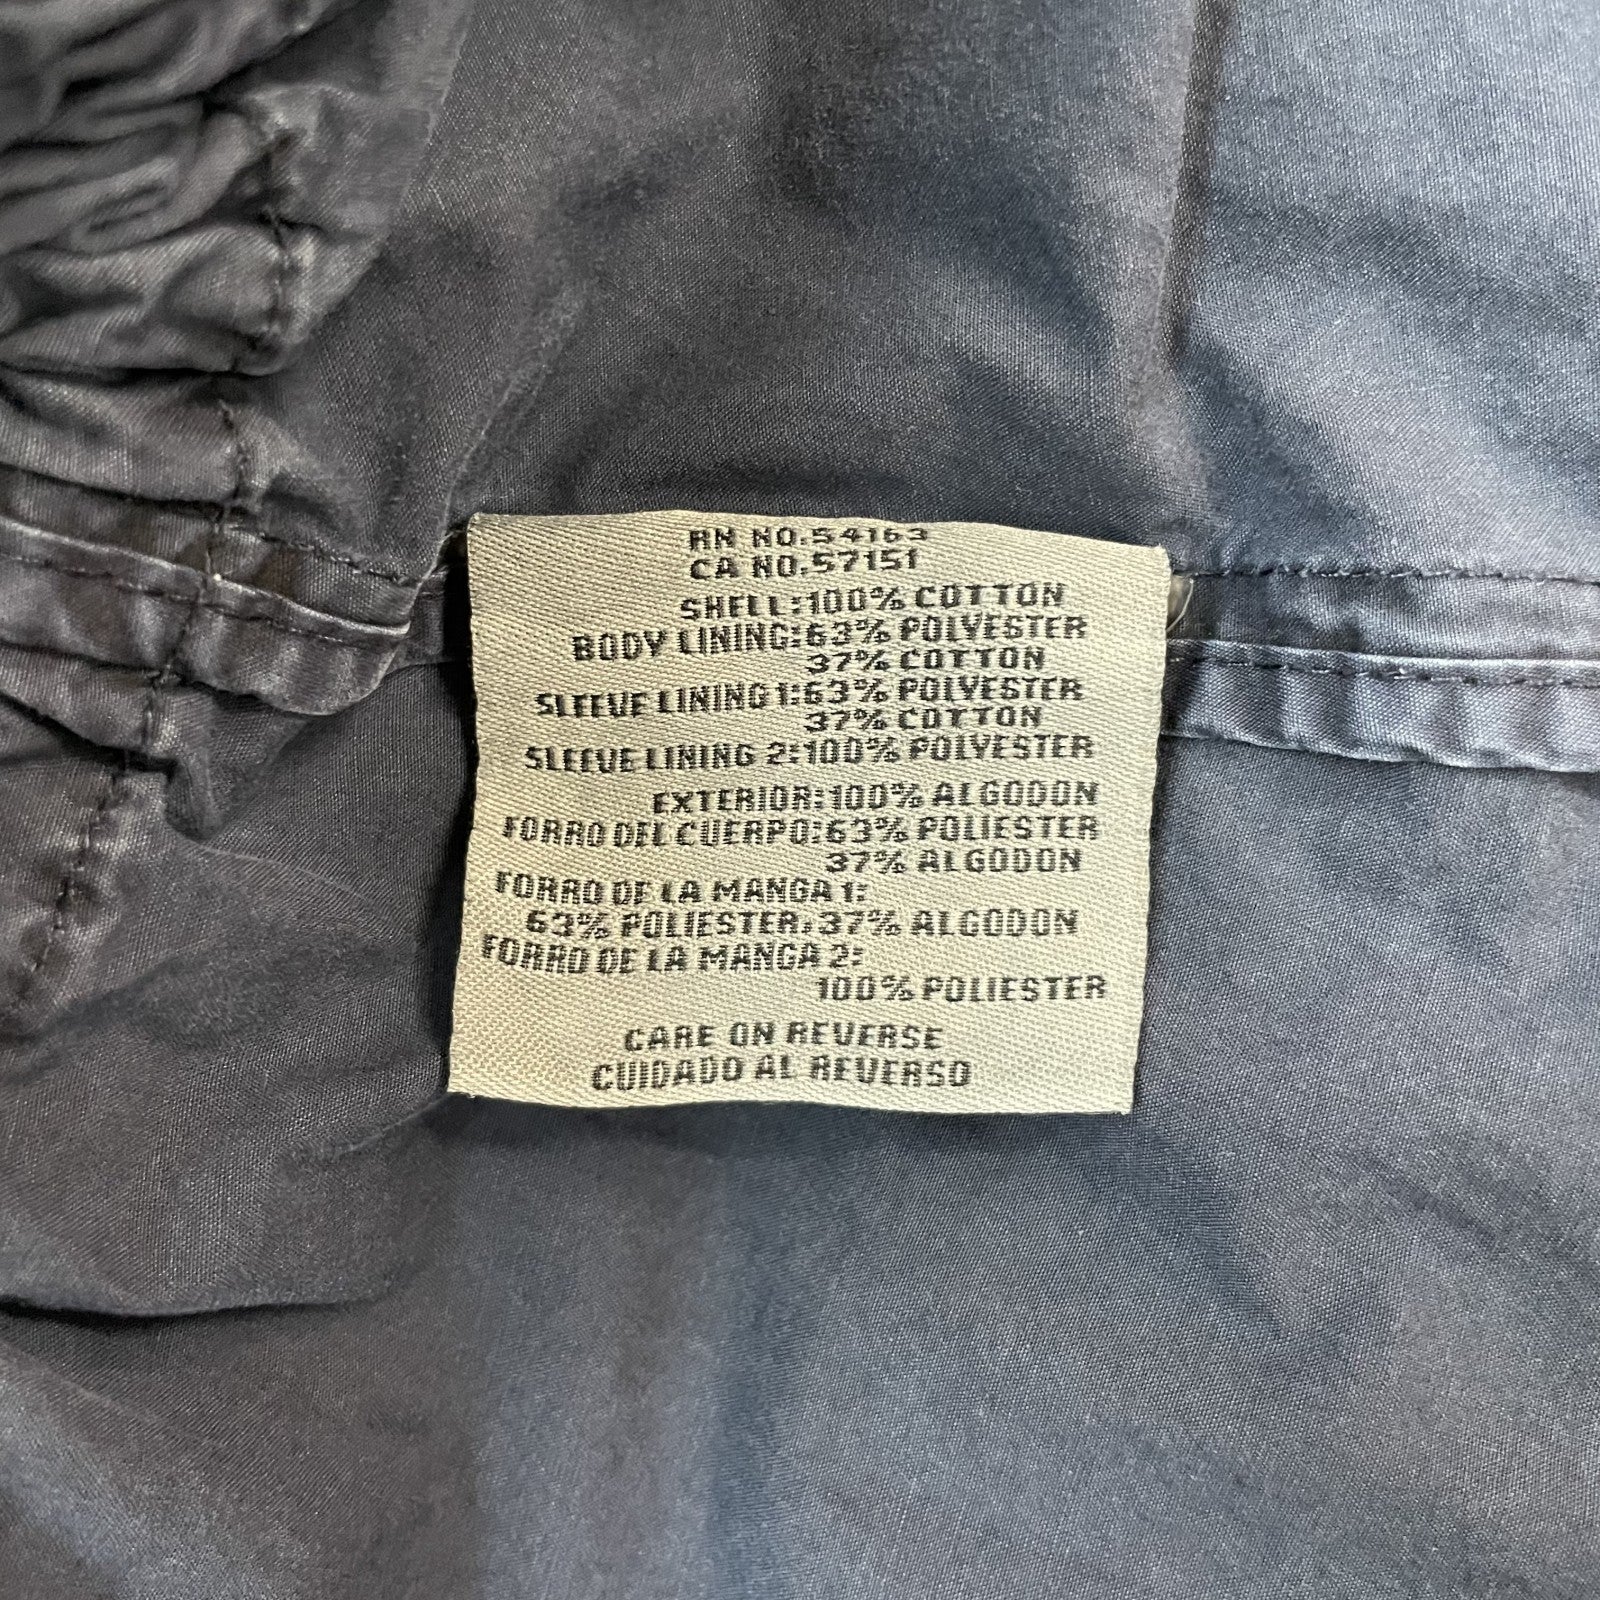 RN NO.54163
CA NO.57151
SHELL:100% COTTON
BODY LINING:63% POLYESTER
37% COTTON
SLEEVE LINING 1:63% POLYESTER
37% COTTON
SLEEVE LINING 2:100% POLYESTER
EXTERIOR:100% ALGODON
FORRO DEL CUERPO:63% POLIESTER
37% ALGODON
FORRO DE LA MANGA 1:
63% POLIESTER,37% ALGODON
FORRO DE LA MANGA 2:
100% POLIESTER
CARE ON REVERSE
CUIDADO AL REVERSO